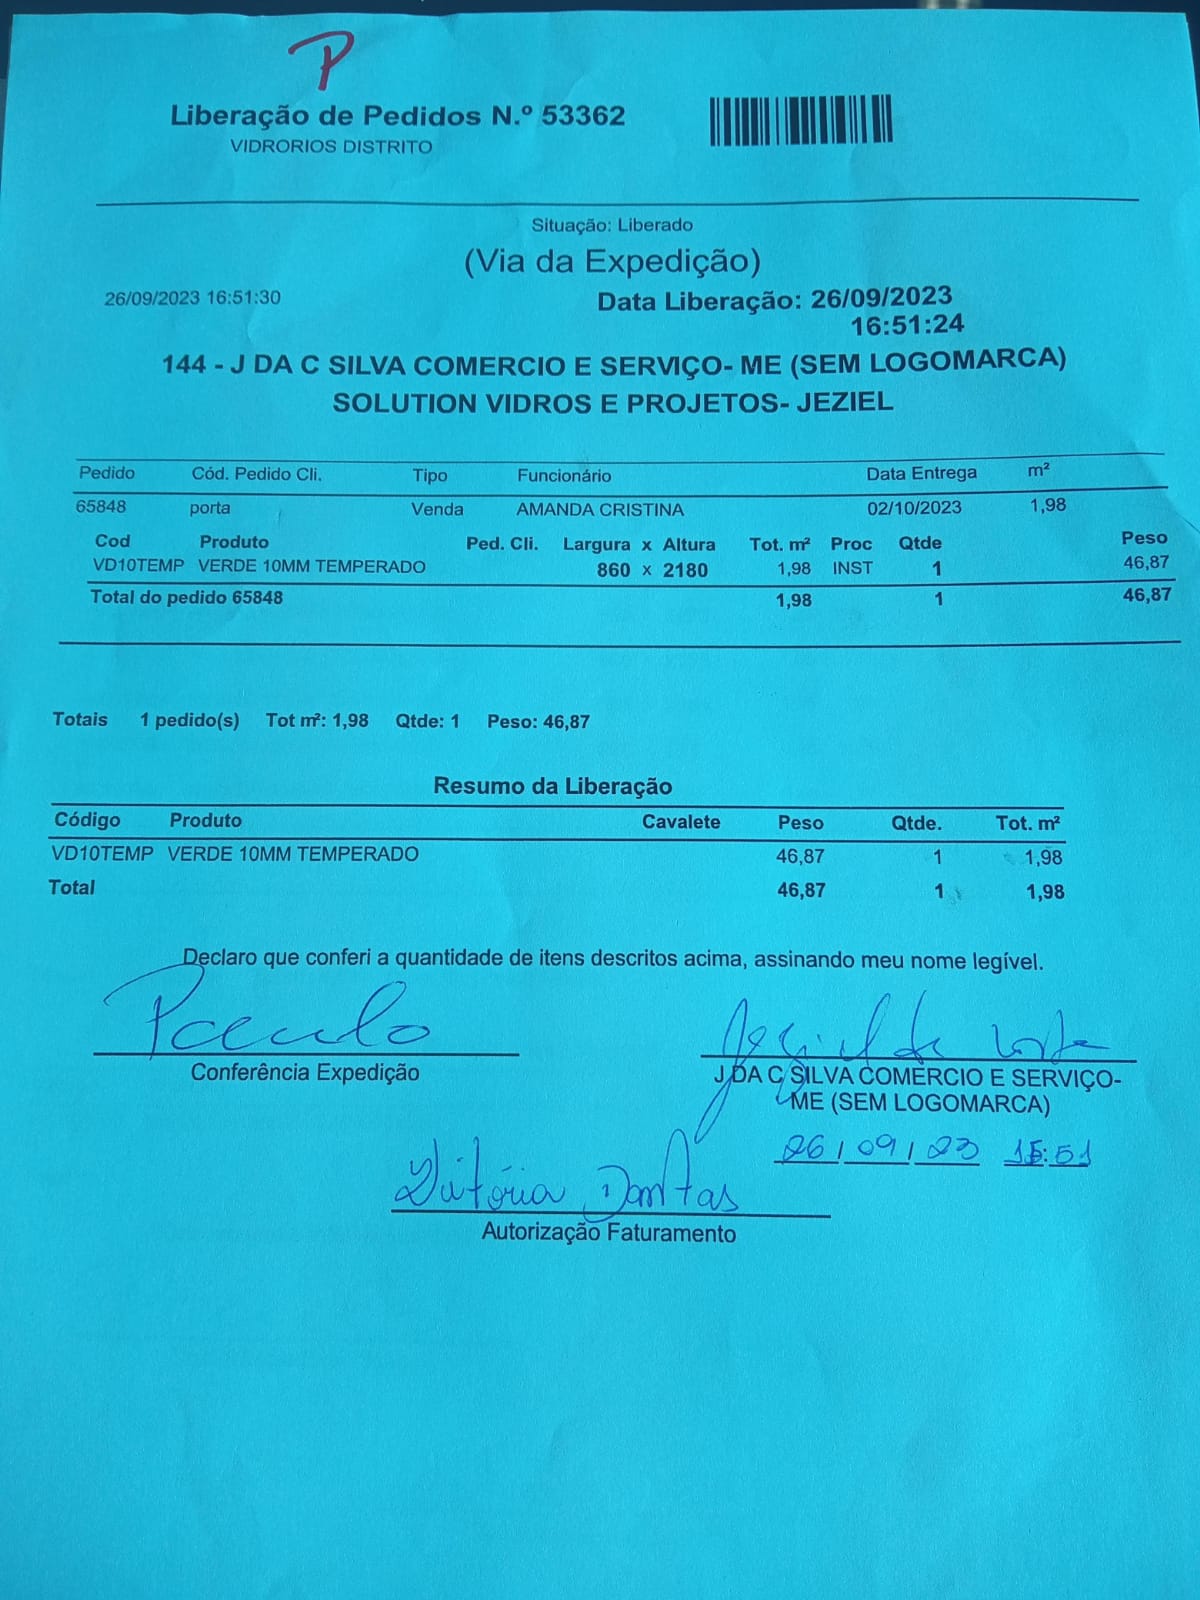 P
Liberação de Pedidos N.º 53362
VIDRORIOS DISTRITO
Situação: Liberado
(Via da Expedição)
26/09/2023 16:51:30 Data Liberação: 26/09/2023
16:51:24
144 - J DA C SILVA COMERCIO E SERVIÇO- ME (SEM LOGOMARCA)
SOLUTION VIDROS E PROJETOS- JEZIEL
Pedido Cód. Pedido Cli. Tipo Funcionário Data Entrega m²
65848 porta Venda AMANDA CRISTINA 02/10/2023 1,98
Cod Produto Ped. Cli. Largura x Altura Tot. m² Proc Qtde Peso
VD10TEMP VERDE 10MM TEMPERADO 860 x 2180 1,98 INST 1 46,87
Total do pedido 65848 1,98 1 46,87
Totais 1 pedido(s) Tot m²: 1,98 Qtde: 1 Peso: 46,87
Resumo da Liberação
Código Produto Cavalete Peso Qtde. Tot. m²
VD10TEMP VERDE 10MM TEMPERADO 46,87 1 1,98
Total 46,87 1 1,98
Declaro que conferi a quantidade de itens descritos acima, assinando meu nome legível.
Paulo Jeziel da
Conferência Expedição
J DA C SILVA COMERCIO E SERVIÇO-
ME (SEM LOGOMARCA)
26/09/23 :51
Vitória Dantas
Autorização Faturamento